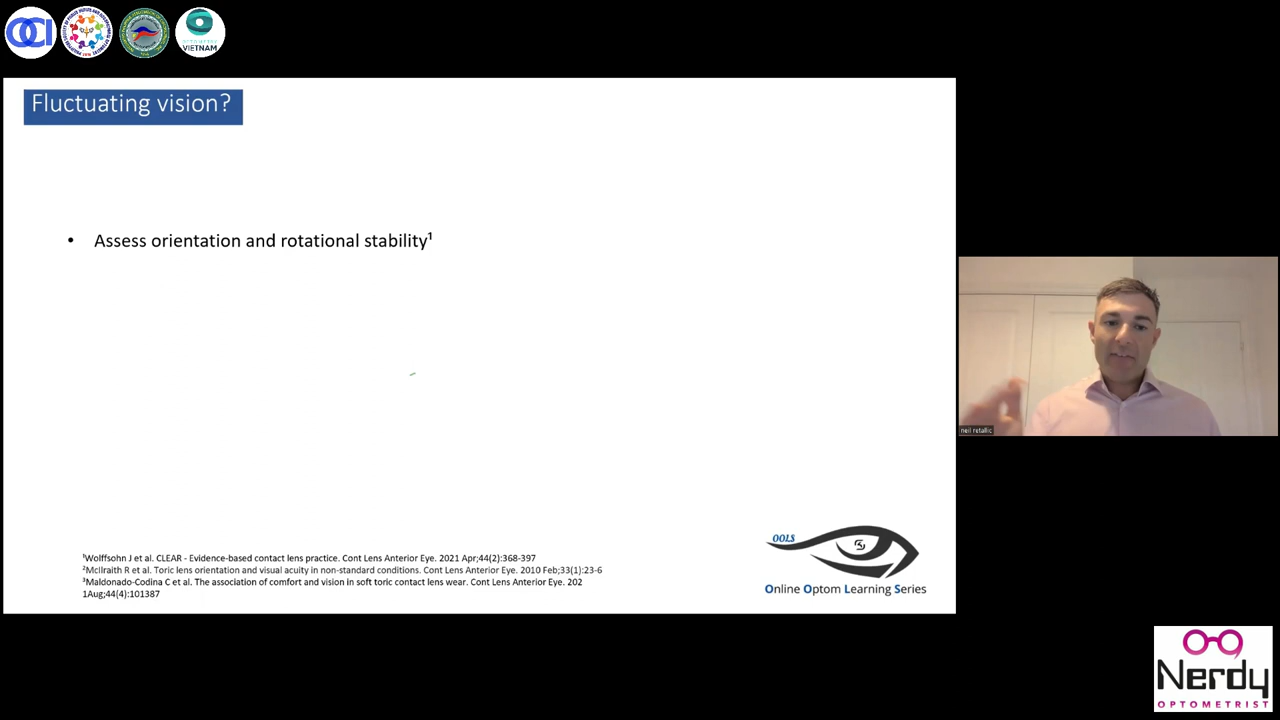 OCI
OPTOMETRY
VIETNAM
Fluctuating vision?
• Assess orientation and rotational stability¹
neil retallic
¹Wolffsohn J et al. CLEAR - Evidence-based contact lens practice. Cont Lens Anterior Eye. 2021 Apr;44(2):368-397
²McIlraith R et al. Toric lens orientation and visual acuity in non-standard conditions. Cont Lens Anterior Eye. 2010 Feb;33(1):23-6
³Maldonado-Codina C et al. The association of comfort and vision in soft toric contact lens wear. Cont Lens Anterior Eye. 202
1Aug;44(4):101387
OOLS
Online Optom Learning Series
Nerdy
OPTOMETRIST